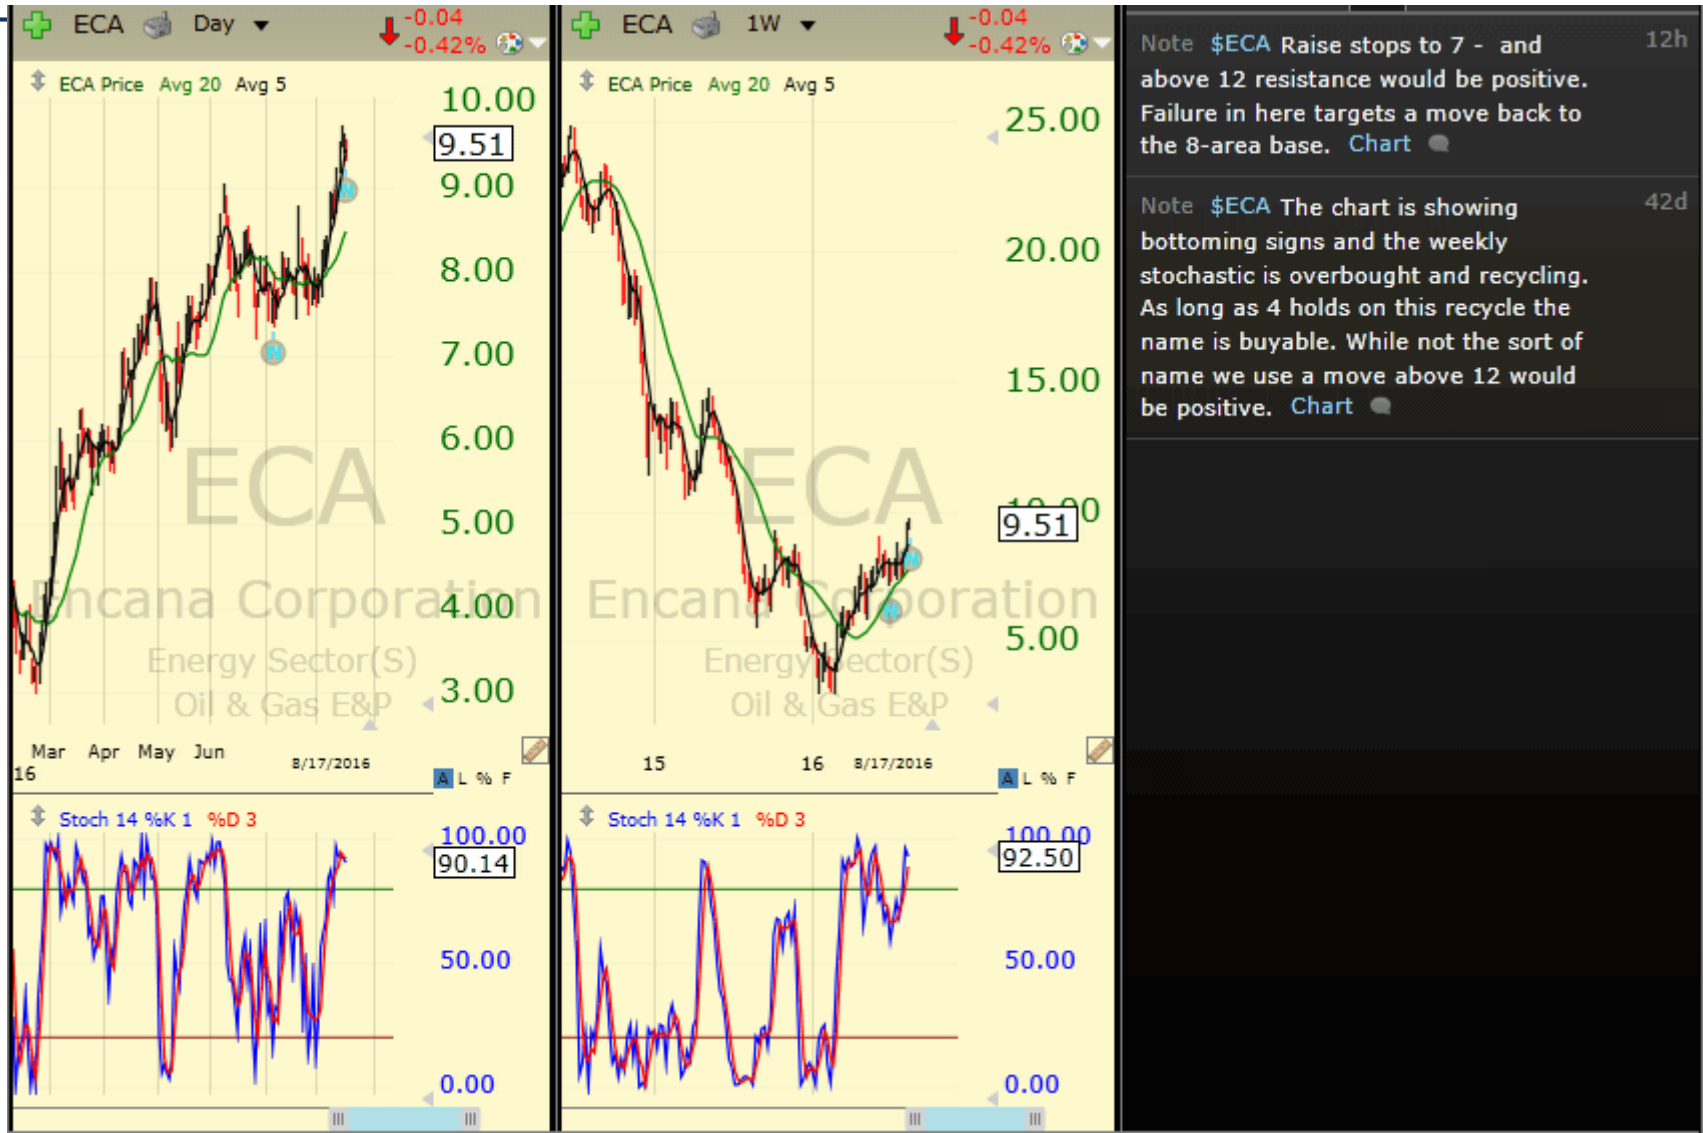 ECA Day -0.04
-0.42%
ECA Price Avg 20 Avg 5
10.00
9.51
9.00
8.00
7.00
6.00
5.00
4.00
3.00
ECA
Encana Corporation
Energy Sector(S)
Oil & Gas E&P
Mar Apr May Jun
16
8/17/2016
A L % F
Stoch 14 %K 1 %D 3
100.00
90.14
50.00
0.00
ECA 1W -0.04
-0.42%
ECA Price Avg 20 Avg 5
25.00
20.00
15.00
10.00
9.51
5.00
ECA
Encana Corporation
Energy Sector(S)
Oil & Gas E&P
15 16 8/17/2016
A L % F
Stoch 14 %K 1 %D 3
100.00
92.50
50.00
0.00
N
N
N
N
Note $ECA Raise stops to 7 - and 12h
above 12 resistance would be positive.
Failure in here targets a move back to
the 8-area base. Chart
Note $ECA The chart is showing 42d
bottoming signs and the weekly
stochastic is overbought and recycling.
As long as 4 holds on this recycle the
name is buyable. While not the sort of
name we use a move above 12 would
be positive. Chart